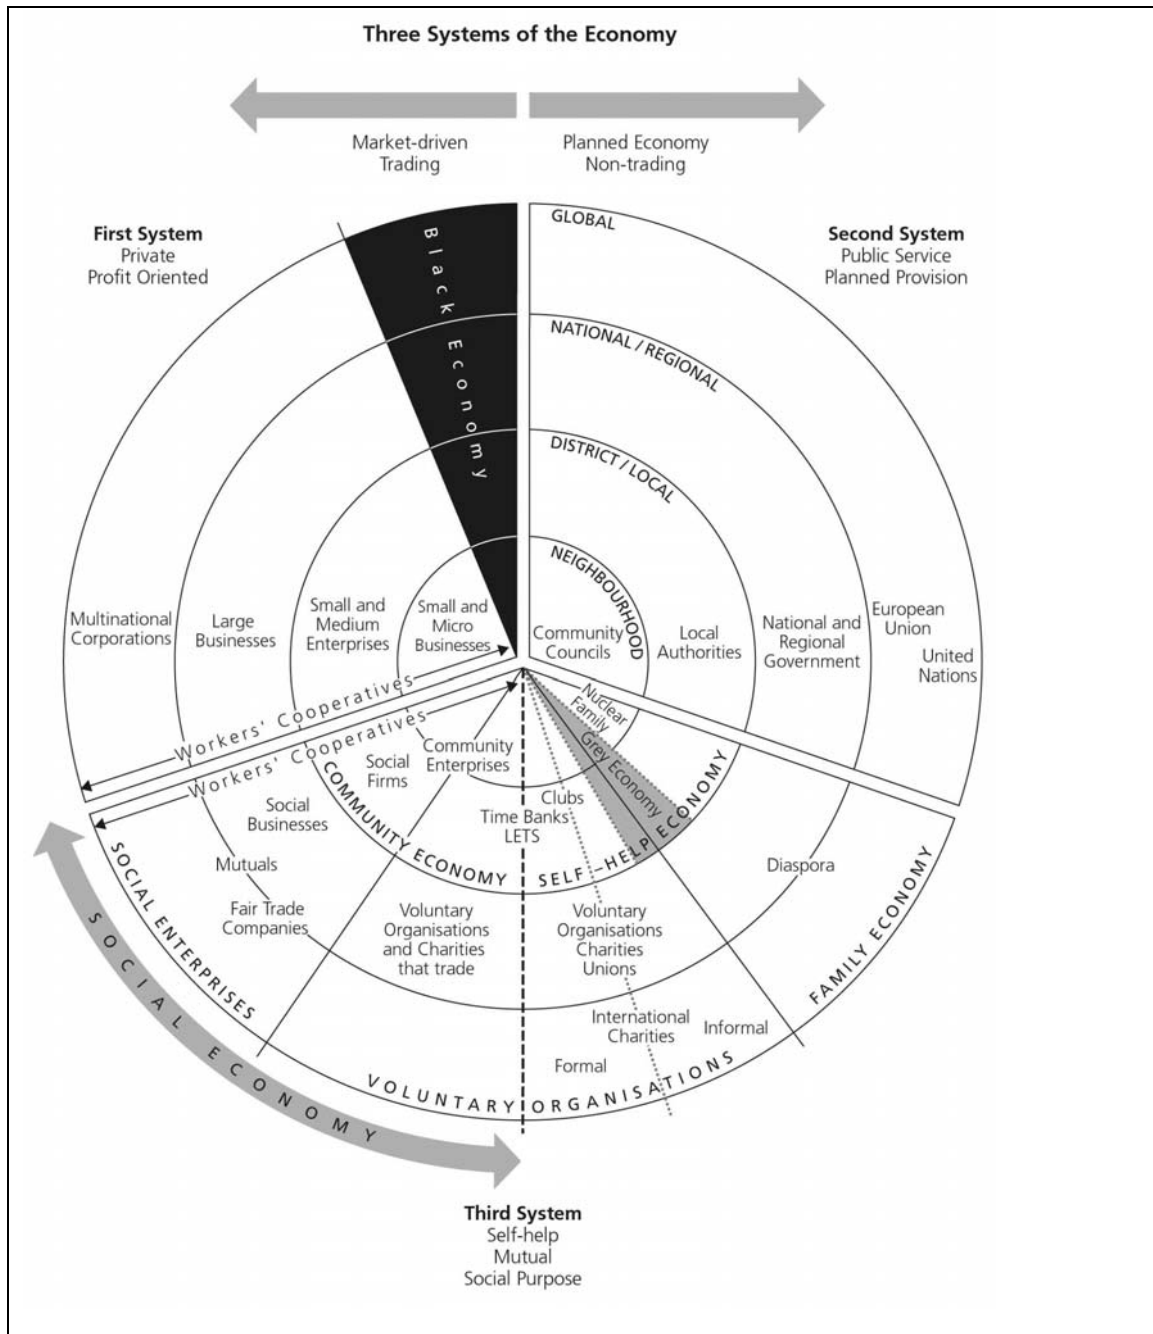 Three Systems of the Economy
Market-driven
Trading
Planned Economy
Non-trading
First System
Private
Profit Oriented
Second System
Public Service
Planned Provision
Black Economy
GLOBAL
NATIONAL / REGIONAL
DISTRICT / LOCAL
NEIGHBOURHOOD
Multinational
Corporations
Large
Businesses
Small and
Medium
Enterprises
Small and
Micro
Businesses
Community
Councils
Local
Authorities
National and
Regional
Government
European
Union
United
Nations
Workers' Cooperatives
Workers' Cooperatives
Nuclear
Family
Grey Economy
Community
Enterprises
Social
Firms
Social
Businesses
Mutuals
Fair Trade
Companies
Clubs
Time Banks
LETS
COMMUNITY ECONOMY
SELF-HELP ECONOMY
Diaspora
Voluntary
Organisations
and Charities
that trade
Voluntary
Organisations
Charities
Unions
International
Charities
Informal
Formal
SOCIAL ENTERPRISES
VOLUNTARY ORGANISATIONS
FAMILY ECONOMY
SOCIAL ECONOMY
Third System
Self-help
Mutual
Social Purpose